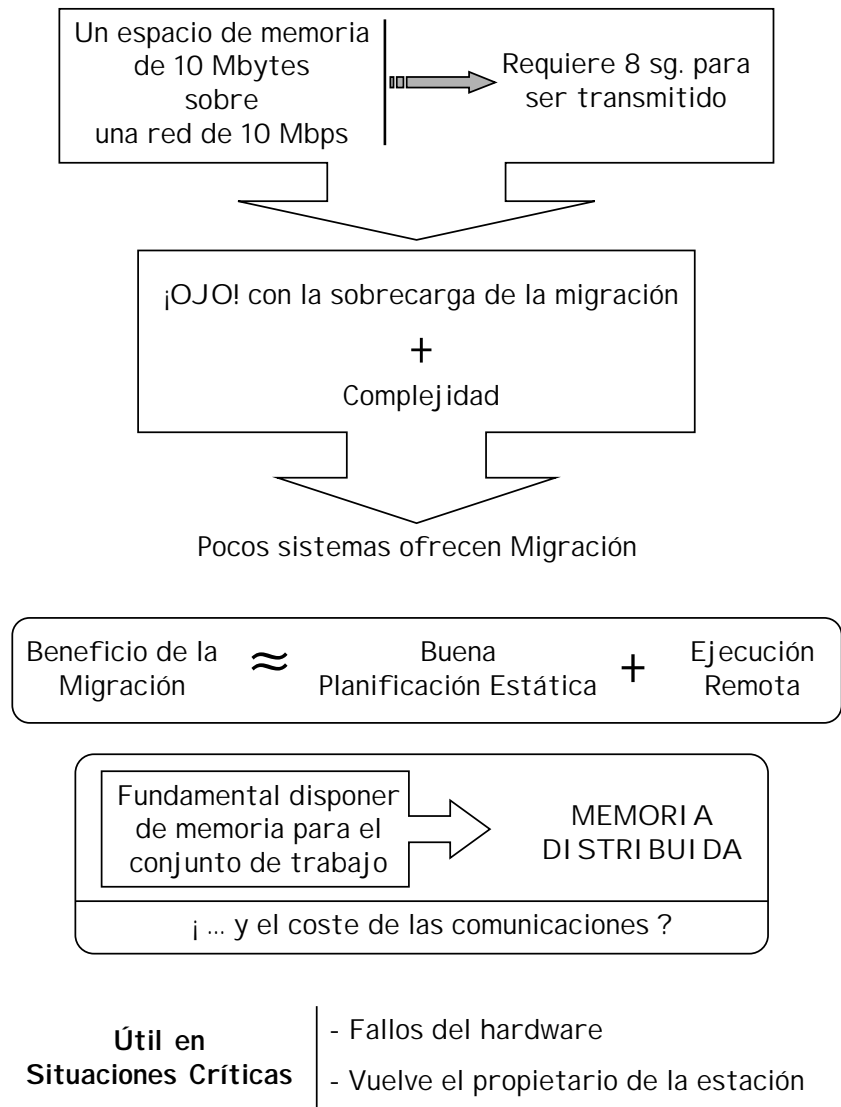 Un espacio de memoria
de 10 Mbytes
sobre
una red de 10 Mbps
Requiere 8 sg. para
ser transmitido
¡OJO! con la sobrecarga de la migración
+
Complejidad
Pocos sistemas ofrecen Migración
Beneficio de la
Migración
≈
Buena
Planificación Estática
+
Ejecución
Remota
Fundamental disponer
de memoria para el
conjunto de trabajo
MEMORIA
DISTRIBUIDA
¡ ... y el coste de las comunicaciones ?
Útil en
Situaciones Críticas
- Fallos del hardware
- Vuelve el propietario de la estación